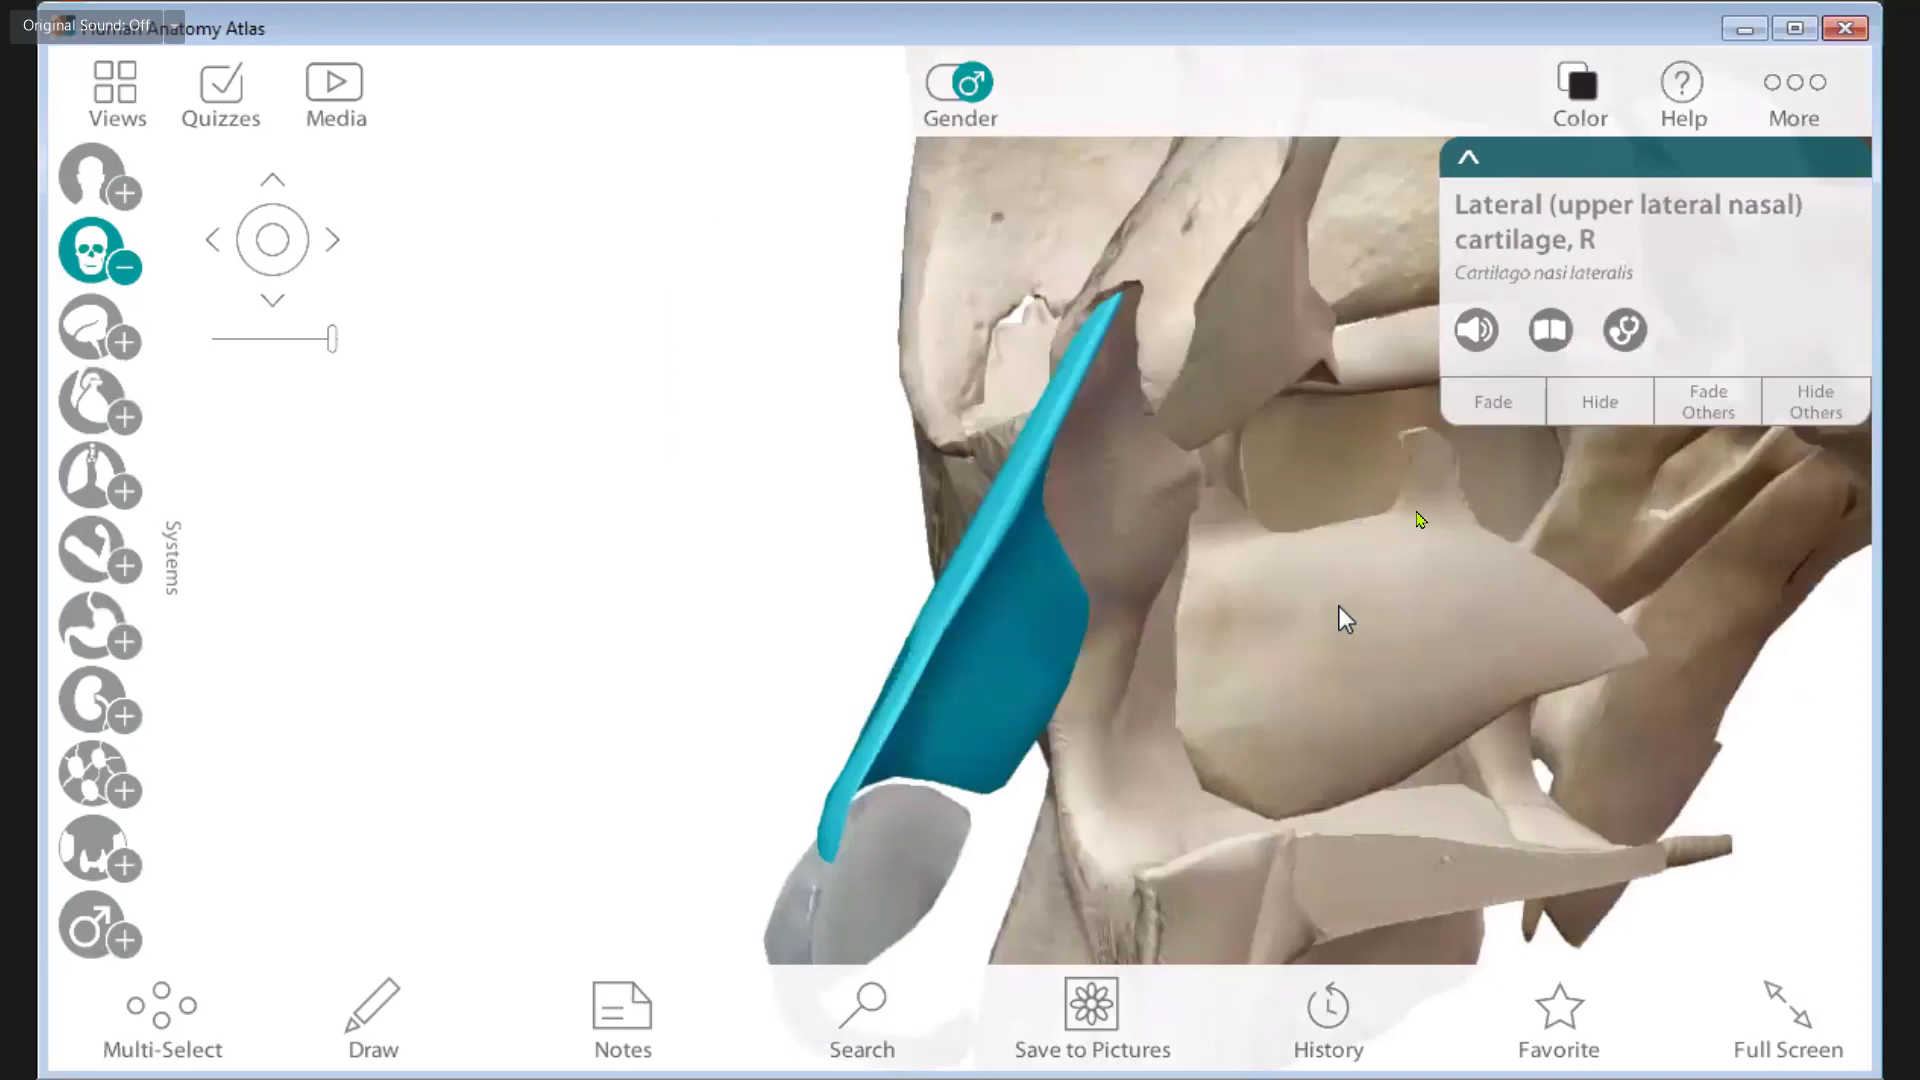 Original Sound: Off
Human Anatomy Atlas
Views
Quizzes
Media
Gender
Color
Help
More
Lateral (upper lateral nasal)
cartilage, R
Cartilago nasi lateralis
Fade
Hide
Fade
Others
Hide
Others
Systems
Multi-Select
Draw
Notes
Search
Save to Pictures
History
Favorite
Full Screen